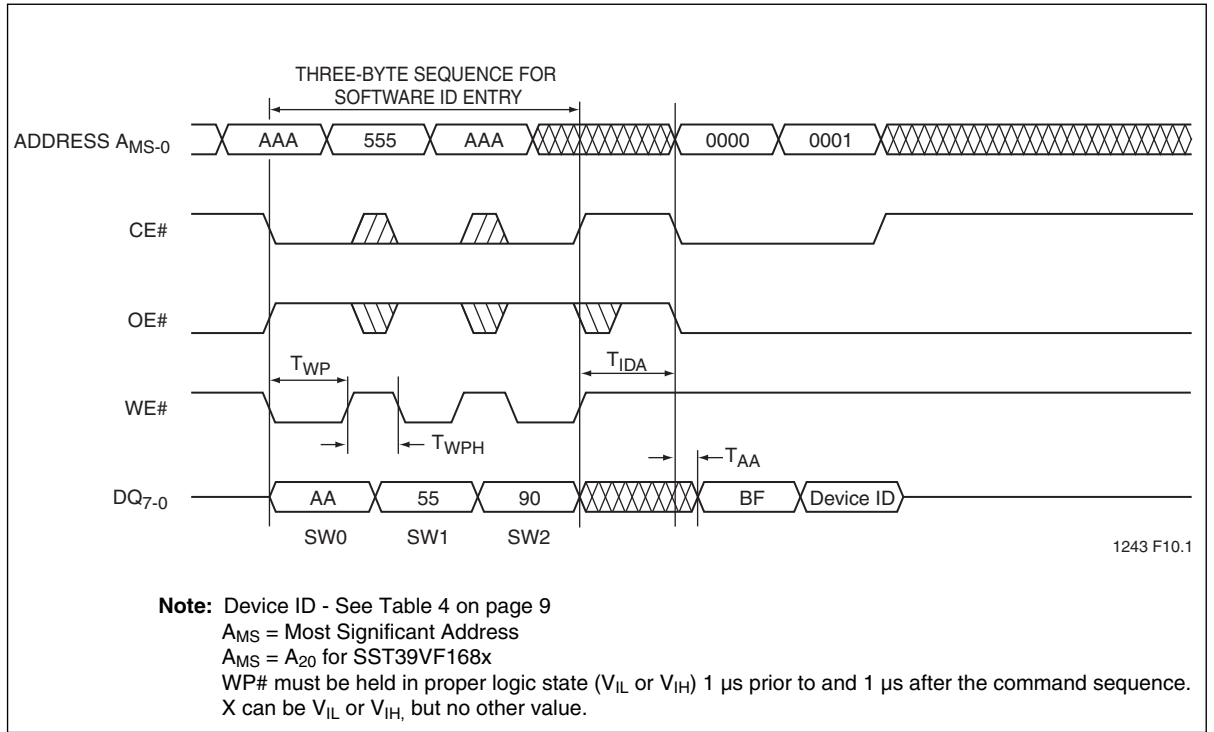 THREE-BYTE SEQUENCE FOR
SOFTWARE ID ENTRY
ADDRESS AMS-0
AAA 555 AAA 0000 0001
CE#
OE#
TWP TIDA
WE#
TWPH TAA
DQ7-0
AA 55 90 BF Device ID
SW0 SW1 SW2
1243 F10.1
Note: Device ID - See Table 4 on page 9
AMS = Most Significant Address
AMS = A20 for SST39VF168x
WP# must be held in proper logic state (VIL or VIH) 1 µs prior to and 1 µs after the command sequence.
X can be VIL or VIH, but no other value.